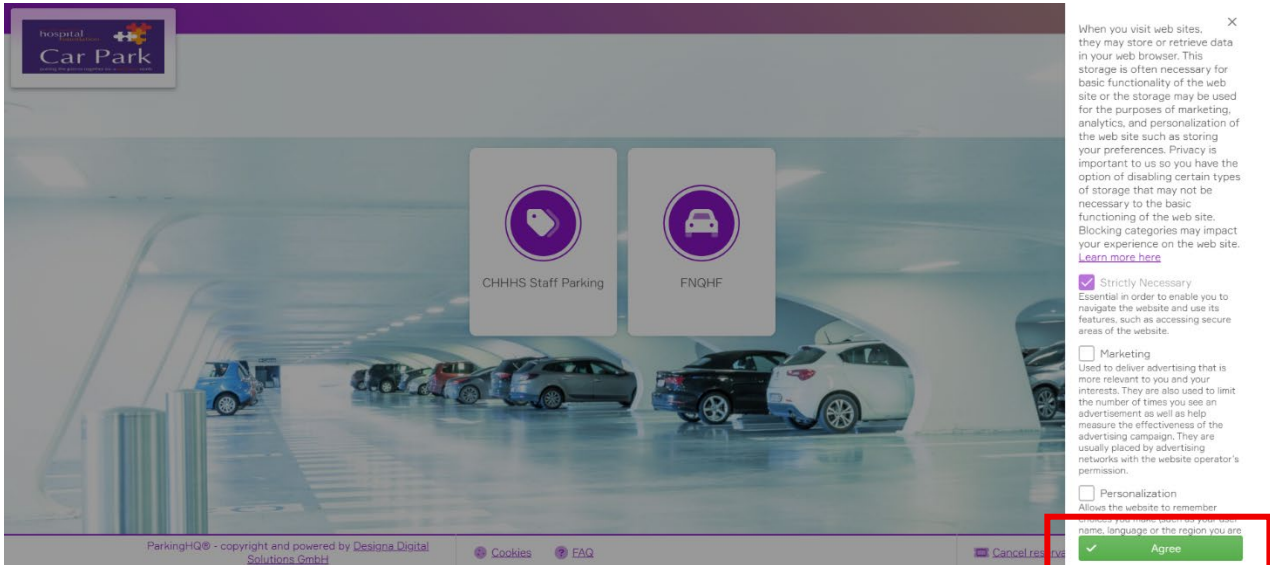 hospital
Car Park
CHHHS Staff Parking
FNQHF
ParkingHQ® - copyright and powered by Designa Digital
Solutions GmbH
Cookies
FAQ
Cancel reserva
When you visit web sites,
they may store or retrieve data
in your web browser. This
storage is often necessary for
basic functionality of the web
site or the storage may be used
for the purposes of marketing,
analytics, and personalization of
the web site such as storing
your preferences. Privacy is
important to us so you have the
option of disabling certain types
of storage that may not be
necessary to the basic
functioning of the web site.
Blocking categories may impact
your experience on the web site.
Learn more here
Strictly Necessary
Essential in order to enable you to
navigate the website and use its
features, such as accessing secure
areas of the website.
Marketing
Used to deliver advertising that is
more relevant to you and your
interests. They are also used to limit
the number of times you see an
advertisement as well as help
measure the effectiveness of the
advertising campaign. They are
usually placed by advertising
networks with the website operator's
permission.
Personalization
Allows the website to remember
choices you make (such as your user
name, language or the region you are
Agree